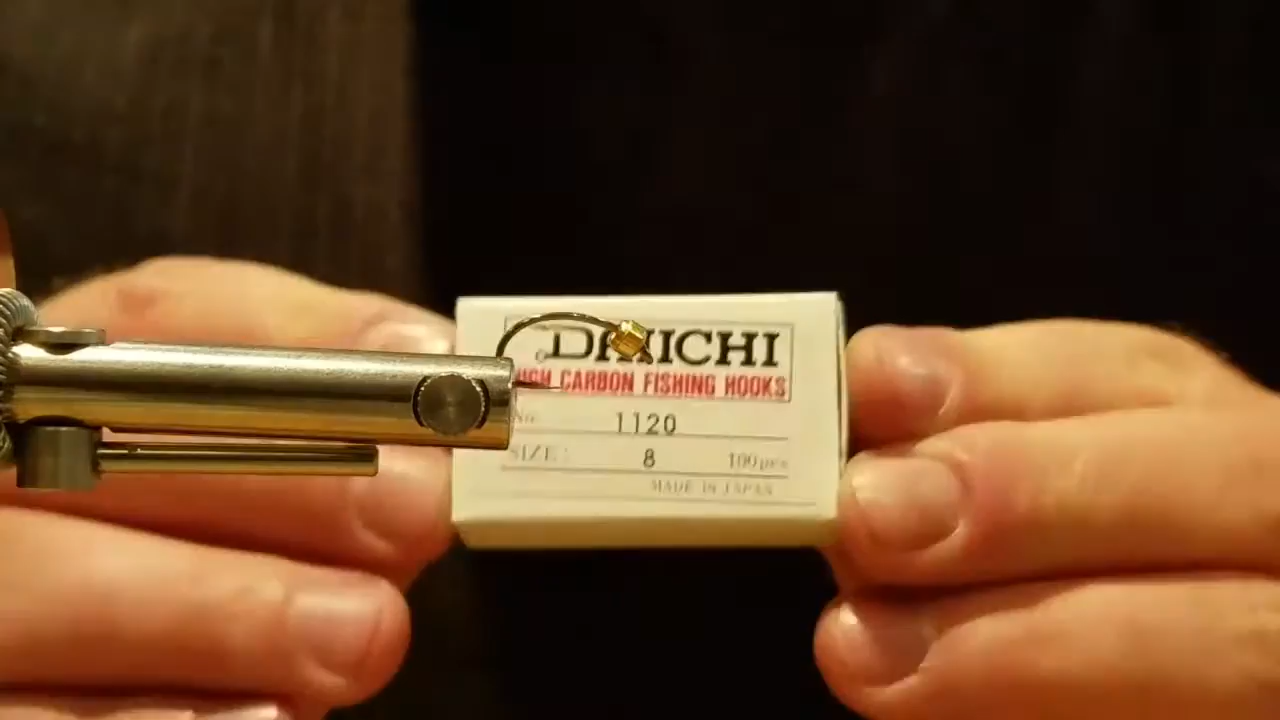 DAIICHI
HIGH CARBON FISHING HOOKS
No. 1120
SIZE: 8 100pcs
MADE IN JAPAN